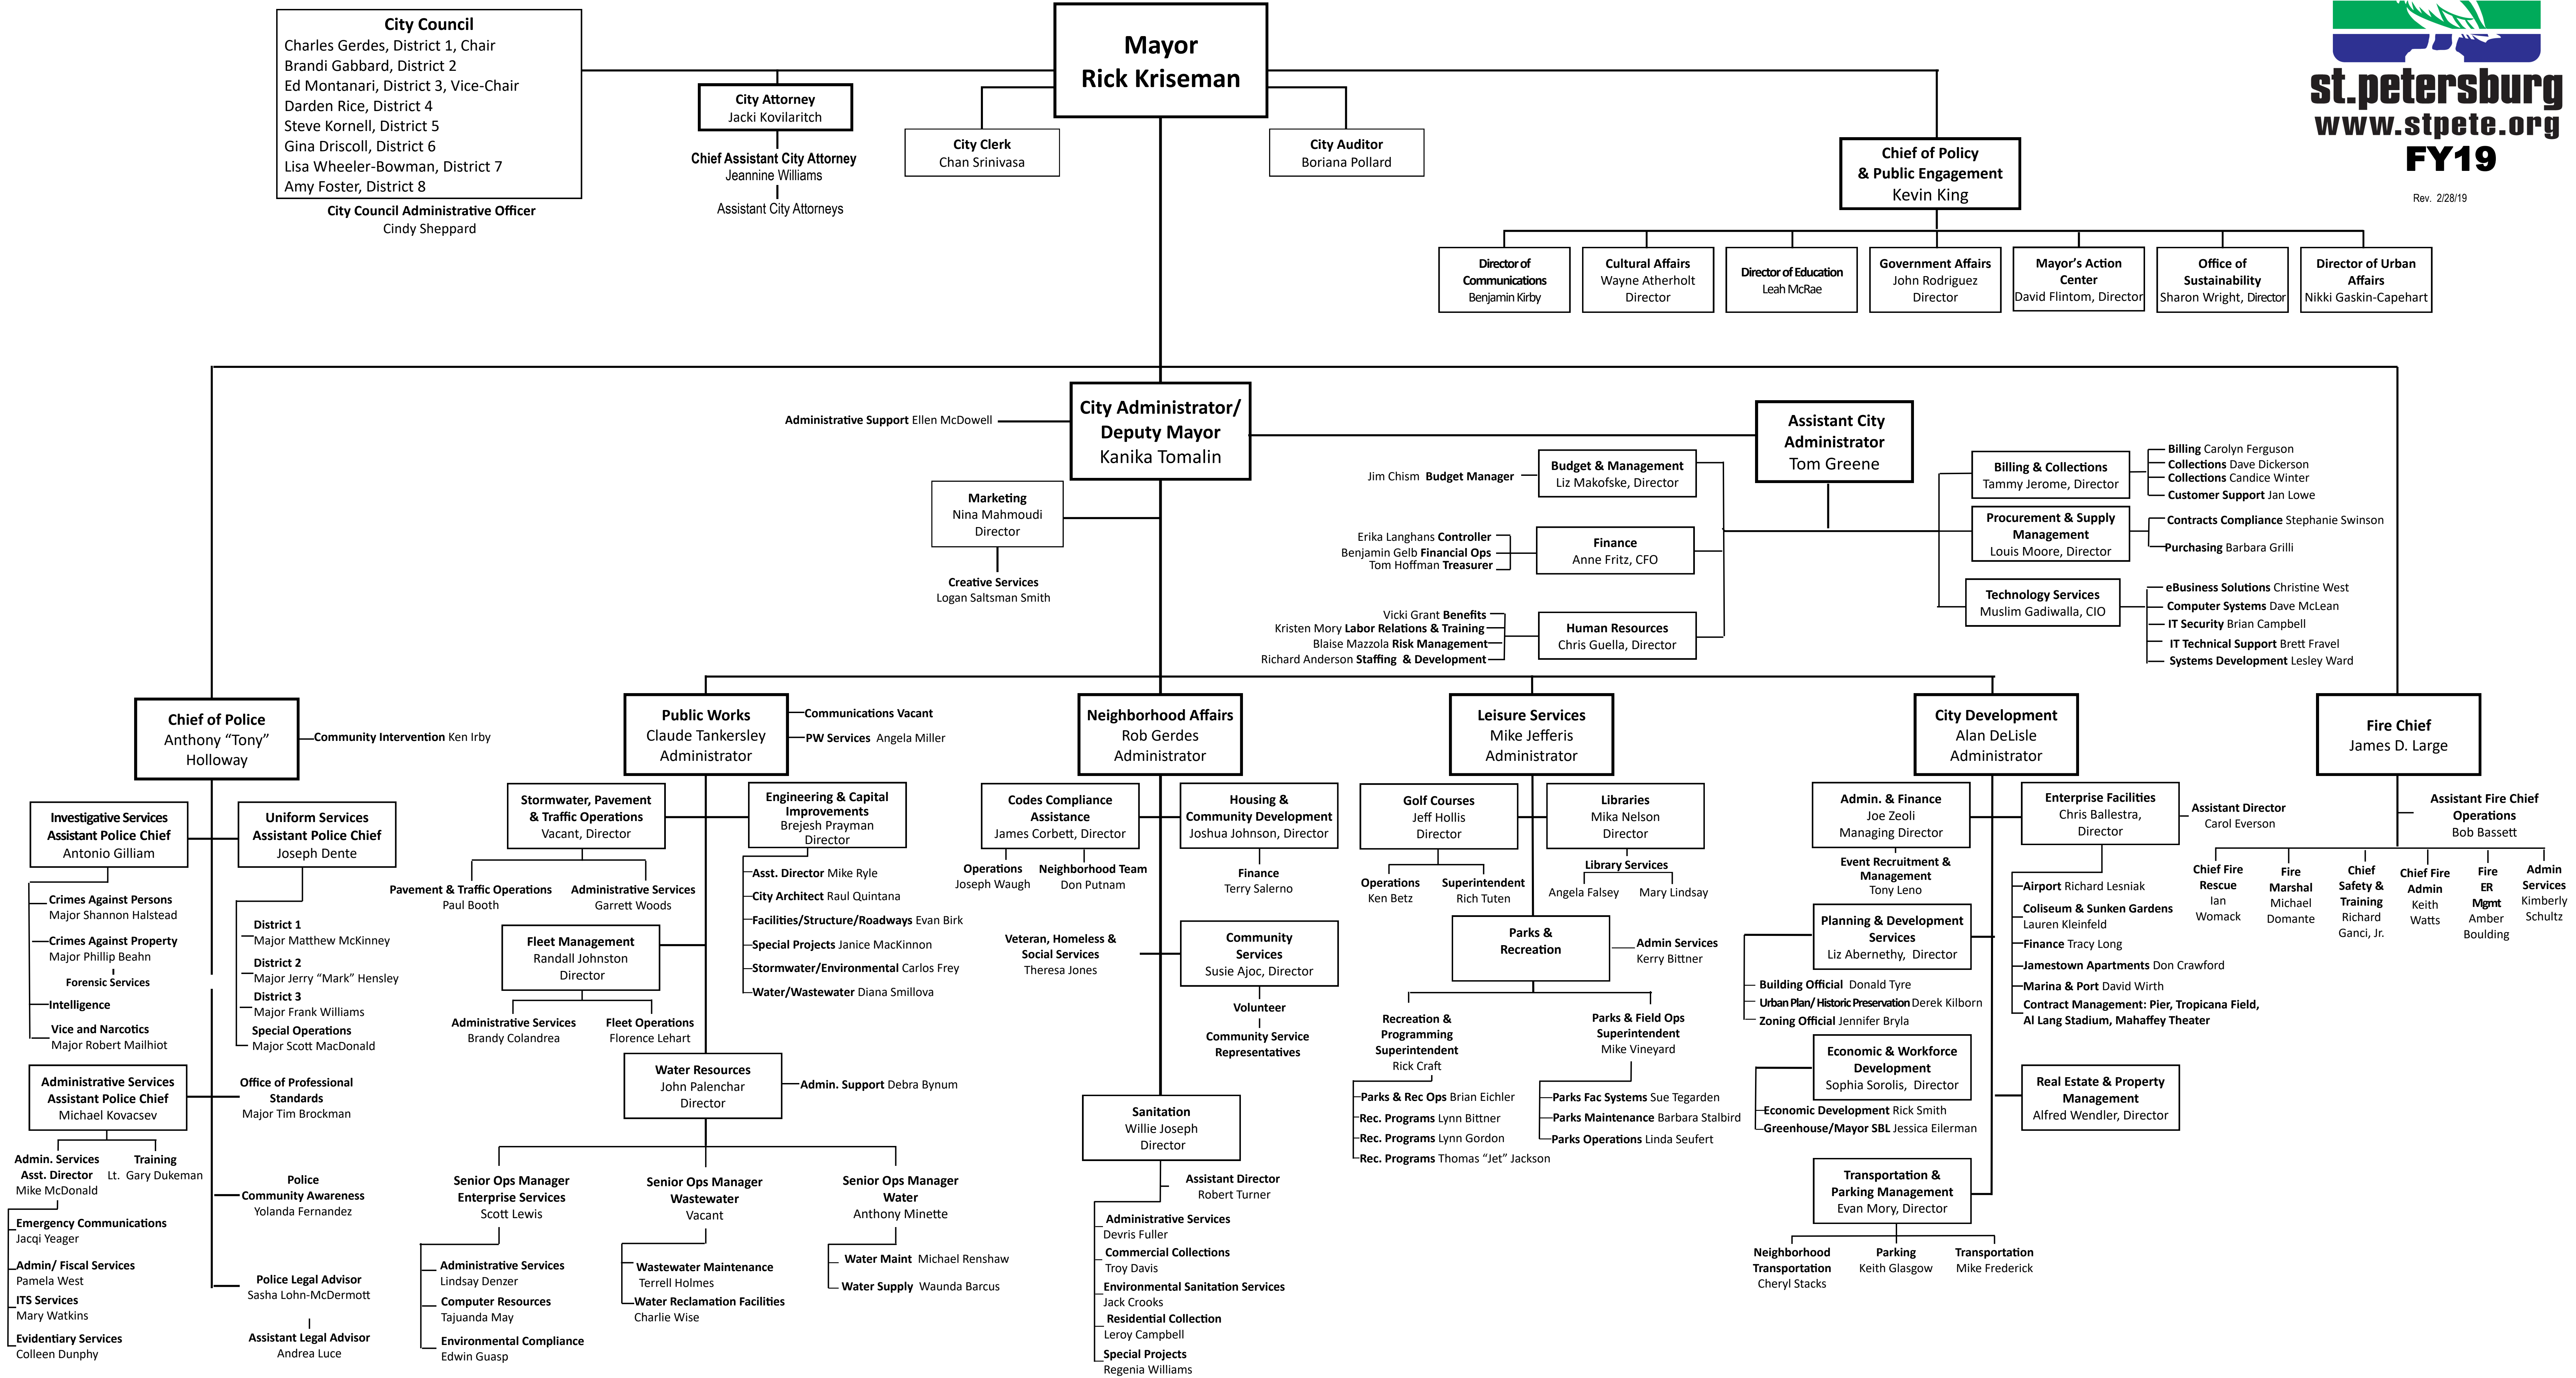 City Council
Charles Gerdes, District 1, Chair
Brandi Gabbard, District 2
Ed Montanari, District 3, Vice-Chair
Darden Rice, District 4
Steve Kornell, District 5
Gina Driscoll, District 6
Lisa Wheeler-Bowman, District 7
Amy Foster, District 8
City Council Administrative Officer
Cindy Sheppard
City Attorney
Jacki Kovilaritch
Chief Assistant City Attorney
Jeannine Williams
Assistant City Attorneys
Mayor
Rick Kriseman
City Clerk
Chan Srinivasa
City Auditor
Boriana Pollard
Chief of Policy
& Public Engagement
Kevin King
st.petersburg
www.stpete.org
FY19
Rev. 2/28/19
Director of
Communications
Benjamin Kirby
Cultural Affairs
Wayne Atherholt
Director
Director of Education
Leah McRae
Government Affairs
John Rodriguez
Director
Mayor's Action
Center
David Flintom, Director
Office of
Sustainability
Sharon Wright, Director
Director of Urban
Affairs
Nikki Gaskin-Capehart
Administrative Support Ellen McDowell
City Administrator/
Deputy Mayor
Kanika Tomalin
Marketing
Nina Mahmoudi
Director
Creative Services
Logan Saltsman Smith
Assistant City
Administrator
Tom Greene
Jim Chism Budget Manager
Budget & Management
Liz Makofske, Director
Erika Langhans Controller
Benjamin Gelb Financial Ops
Tom Hoffman Treasurer
Finance
Anne Fritz, CFO
Vicki Grant Benefits
Kristen Mory Labor Relations & Training
Blaise Mazzola Risk Management
Richard Anderson Staffing & Development
Human Resources
Chris Guella, Director
Billing & Collections
Tammy Jerome, Director
Billing Carolyn Ferguson
Collections Dave Dickerson
Collections Candice Winter
Customer Support Jan Lowe
Procurement & Supply
Management
Louis Moore, Director
Contracts Compliance Stephanie Swinson
Purchasing Barbara Grilli
Technology Services
Muslim Gadiwalla, CIO
eBusiness Solutions Christine West
Computer Systems Dave McLean
IT Security Brian Campbell
IT Technical Support Brett Fravel
Systems Development Lesley Ward
Chief of Police
Anthony “Tony”
Holloway
Community Intervention Ken Irby
Investigative Services
Assistant Police Chief
Antonio Gilliam
Crimes Against Persons
Major Shannon Halstead
Crimes Against Property
Major Phillip Beahn
Forensic Services
Intelligence
Vice and Narcotics
Major Robert Mailhiot
Uniform Services
Assistant Police Chief
Joseph Dente
District 1
Major Matthew McKinney
District 2
Major Jerry “Mark” Hensley
District 3
Major Frank Williams
Special Operations
Major Scott MacDonald
Administrative Services
Assistant Police Chief
Michael Kovacsev
Admin. Services
Asst. Director
Mike McDonald
Training
Lt. Gary Dukeman
Emergency Communications
Jacqi Yeager
Admin/ Fiscal Services
Pamela West
ITS Services
Mary Watkins
Evidentiary Services
Colleen Dunphy
Office of Professional
Standards
Major Tim Brockman
Police
Community Awareness
Yolanda Fernandez
Police Legal Advisor
Sasha Lohn-McDermott
Assistant Legal Advisor
Andrea Luce
Public Works
Claude Tankersley
Administrator
Communications Vacant
PW Services Angela Miller
Stormwater, Pavement
& Traffic Operations
Vacant, Director
Pavement & Traffic Operations
Paul Booth
Administrative Services
Garrett Woods
Engineering & Capital
Improvements
Brejesh Prayman
Director
Asst. Director Mike Ryle
City Architect Raul Quintana
Facilities/Structure/Roadways Evan Birk
Special Projects Janice MacKinnon
Stormwater/Environmental Carlos Frey
Water/Wastewater Diana Smillova
Fleet Management
Randall Johnston
Director
Administrative Services
Brandy Colandrea
Fleet Operations
Florence Lehart
Water Resources
John Palenchar
Director
Admin. Support Debra Bynum
Senior Ops Manager
Enterprise Services
Scott Lewis
Administrative Services
Lindsay Denzer
Computer Resources
Tajuanda May
Environmental Compliance
Edwin Guasp
Senior Ops Manager
Wastewater
Vacant
Wastewater Maintenance
Terrell Holmes
Water Reclamation Facilities
Charlie Wise
Senior Ops Manager
Water
Anthony Minette
Water Maint Michael Renshaw
Water Supply Waunda Barcus
Neighborhood Affairs
Rob Gerdes
Administrator
Codes Compliance
Assistance
James Corbett, Director
Operations
Joseph Waugh
Neighborhood Team
Don Putnam
Housing &
Community Development
Joshua Johnson, Director
Finance
Terry Salerno
Veteran, Homeless &
Social Services
Theresa Jones
Community
Services
Susie Ajoc, Director
Volunteer
Community Service
Representatives
Sanitation
Willie Joseph
Director
Assistant Director
Robert Turner
Administrative Services
Devris Fuller
Commercial Collections
Troy Davis
Environmental Sanitation Services
Jack Crooks
Residential Collection
Leroy Campbell
Special Projects
Regenia Williams
Leisure Services
Mike Jefferis
Administrator
Golf Courses
Jeff Hollis
Director
Operations
Ken Betz
Superintendent
Rich Tuten
Libraries
Mika Nelson
Director
Library Services
Angela Falsey
Mary Lindsay
Parks &
Recreation
Admin Services
Kerry Bittner
Recreation &
Programming
Superintendent
Rick Craft
Parks & Rec Ops Brian Eichler
Rec. Programs Lynn Bittner
Rec. Programs Lynn Gordon
Rec. Programs Thomas “Jet” Jackson
Parks & Field Ops
Superintendent
Mike Vineyard
Parks Fac Systems Sue Tegarden
Parks Maintenance Barbara Stalbird
Parks Operations Linda Seufert
City Development
Alan DeLisle
Administrator
Admin. & Finance
Joe Zeoli
Managing Director
Event Recruitment &
Management
Tony Leno
Enterprise Facilities
Chris Ballestra,
Director
Assistant Director
Carol Everson
Airport Richard Lesniak
Coliseum & Sunken Gardens
Lauren Kleinfeld
Finance Tracy Long
Jamestown Apartments Don Crawford
Marina & Port David Wirth
Contract Management: Pier, Tropicana Field,
Al Lang Stadium, Mahaffey Theater
Planning & Development
Services
Liz Abernethy, Director
Building Official Donald Tyre
Urban Plan/ Historic Preservation Derek Kilborn
Zoning Official Jennifer Bryla
Economic & Workforce
Development
Sophia Sorolis, Director
Economic Development Rick Smith
Greenhouse/Mayor SBL Jessica Eilerman
Real Estate & Property
Management
Alfred Wendler, Director
Transportation &
Parking Management
Evan Mory, Director
Neighborhood
Transportation
Cheryl Stacks
Parking
Keith Glasgow
Transportation
Mike Frederick
Fire Chief
James D. Large
Assistant Fire Chief
Operations
Bob Bassett
Chief Fire
Rescue
Ian
Womack
Fire
Marshal
Michael
Domante
Chief
Safety &
Training
Richard
Ganci, Jr.
Chief Fire
Admin
Keith
Watts
Fire
ER
Mgmt
Amber
Boulding
Admin
Services
Kimberly
Schultz